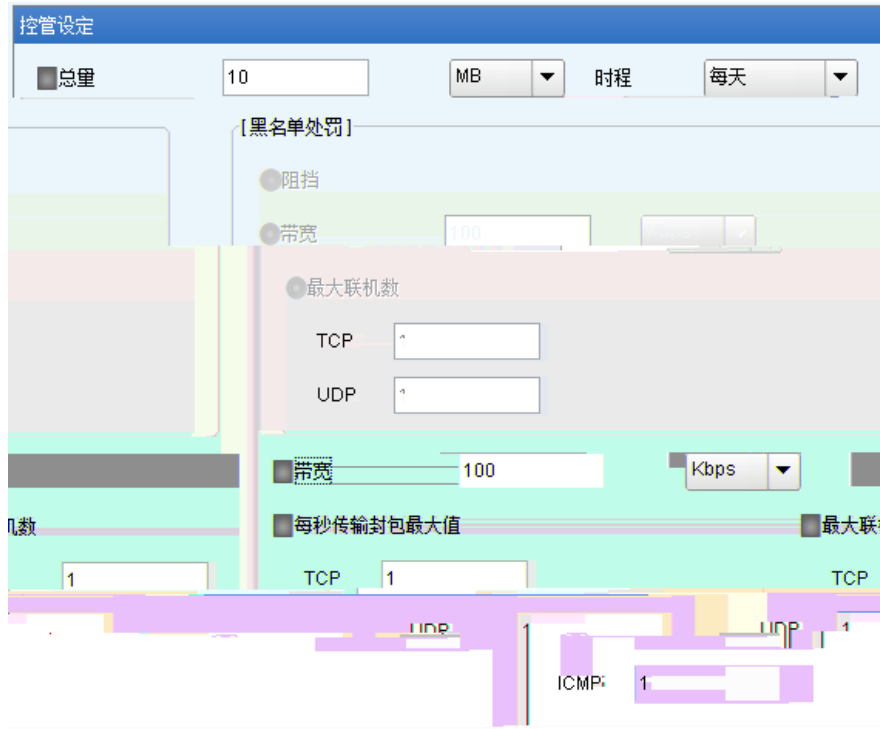 控管设定
总量 10 MB 时程 每天
[黑名单处罚]
阻挡
带宽 100 Kbps
最大联机数
TCP
UDP
带宽 100 Kbps
机数 每秒传输封包最大值 最大联
1 TCP 1 TCP
UDP 1 UDP 1
ICMP 1